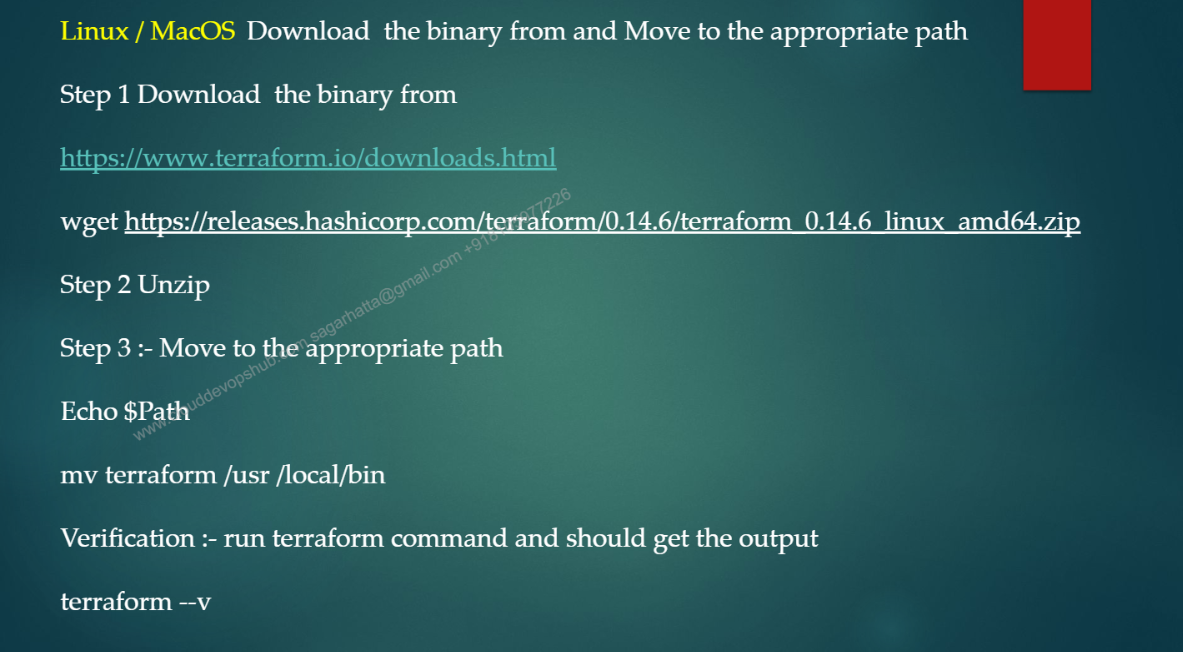 Linux / MacOS Download the binary from and Move to the appropriate path
Step 1 Download the binary from
https://www.terraform.io/downloads.html
wget https://releases.hashicorp.com/terraform/0.14.6/terraform_0.14.6_linux_amd64.zip
Step 2 Unzip
Step 3 :- Move to the appropriate path
Echo $Path
mv terraform /usr /local/bin
Verification :- run terraform command and should get the output
terraform --v
sagarhatta@gmail.com